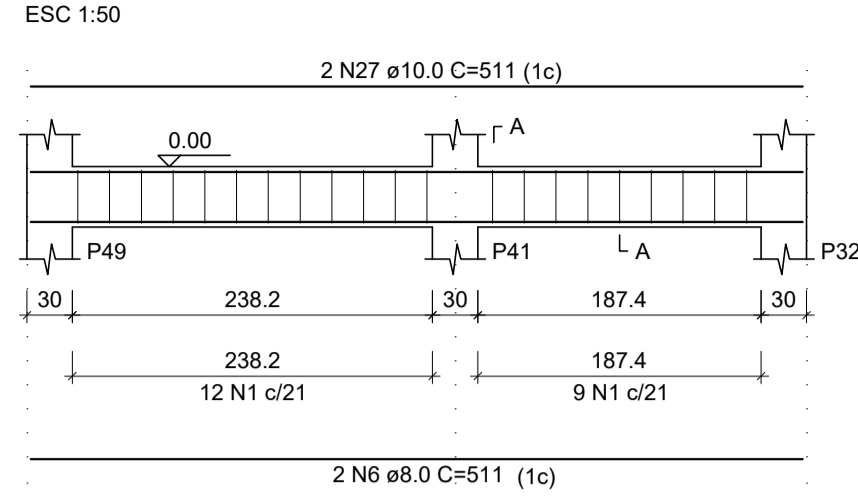 ESC 1:50
2 N27 ø10.0 C=511 (1c)
A
0.00
P49
P41
A
P32
30
238.2
30
187.4
30
238.2
187.4
12 N1 c/21
9 N1 c/21
2 N6 ø8.0 C=511 (1c)